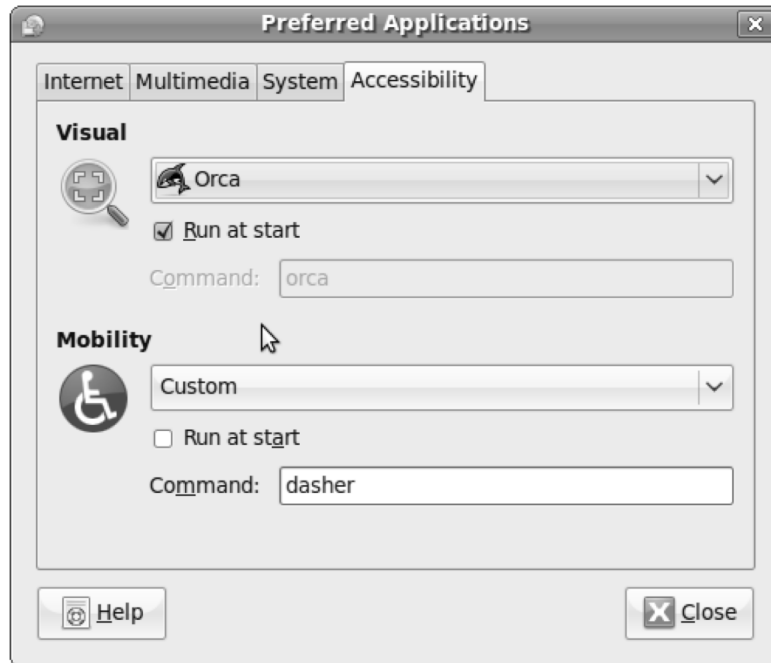 Preferred Applications
Internet Multimedia System Accessibility
Visual
Orca
Run at start
Command: orca
Mobility
Custom
Run at start
Command: dasher
Help Close